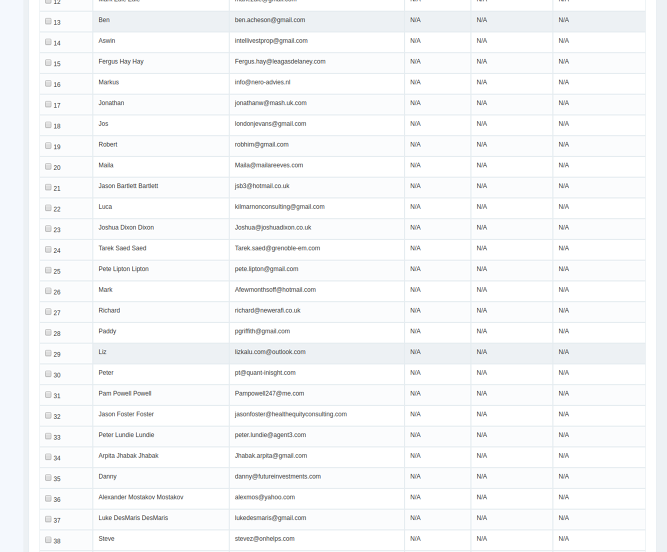 12
13 Ben ben.acheson@gmail.com N/A N/A N/A
14 Aswin intellivestprop@gmail.com N/A N/A N/A
15 Fergus Hay Hay Fergus.hay@leagasdelaney.com N/A N/A N/A
16 Markus info@nero-advies.nl N/A N/A N/A
17 Jonathan jonathanw@mash.uk.com N/A N/A N/A
18 Jos londonjevans@gmail.com N/A N/A N/A
19 Robert robhirn@gmail.com N/A N/A N/A
20 Maila Maila@mailareeves.com N/A N/A N/A
21 Jason Bartlett Bartlett jsb3@hotmail.co.uk N/A N/A N/A
22 Luca kilmarnonconsulting@gmail.com N/A N/A N/A
23 Joshua Dixon Dixon Joshua@joshuadixon.co.uk N/A N/A N/A
24 Tarek Saed Saed Tarek.saed@grenoble-em.com N/A N/A N/A
25 Pete Lipton Lipton pete.lipton@gmail.com N/A N/A N/A
26 Mark Afewmonthsoff@hotmail.com N/A N/A N/A
27 Richard richard@newerafi.co.uk N/A N/A N/A
28 Paddy pgriffith@gmail.com N/A N/A N/A
29 Liz lizkalu.com@outlook.com N/A N/A N/A
30 Peter pt@quant-inisght.com N/A N/A N/A
31 Pam Powell Powell Pampowell247@me.com N/A N/A N/A
32 Jason Foster Foster jasonfoster@healthequityconsulting.com N/A N/A N/A
33 Peter Lundie Lundie peter.lundie@agent3.com N/A N/A N/A
34 Arpita Jhabak Jhabak Jhabak.arpita@gmail.com N/A N/A N/A
35 Danny danny@futureinvestments.com N/A N/A N/A
36 Alexander Mostakov Mostakov alexmos@yahoo.com N/A N/A N/A
37 Luke DesMaris DesMaris lukedesmaris@gmail.com N/A N/A N/A
38 Steve stevez@onhelps.com N/A N/A N/A